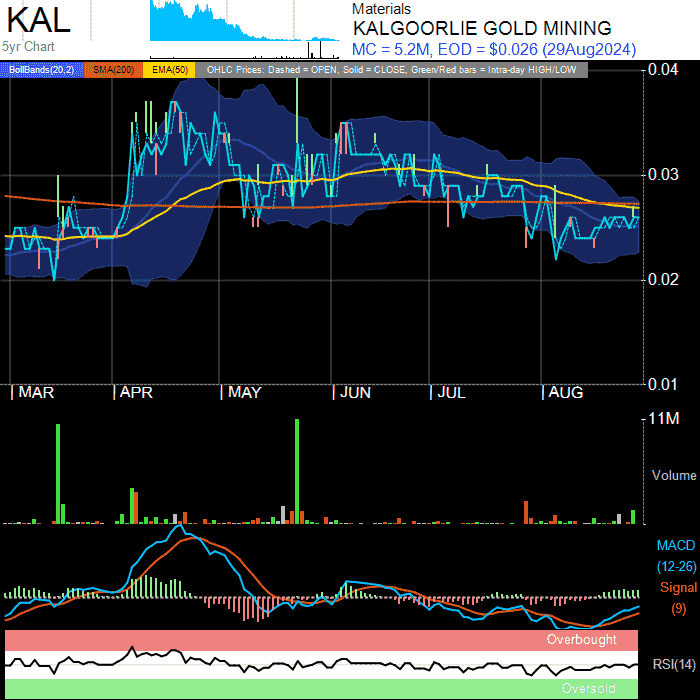 KAL
5yr Chart
Materials
KALGOORLIE GOLD MINING
MC = 5.2M, EOD = $0.026 (29Aug2024)
BollBands(20,2) SMA(200) EMA(50) OHLC Prices: Dashed = OPEN, Solid = CLOSE, Green/Red bars = Intra-day HIGH/LOW
0.04
0.03
0.02
0.01
MAR APR MAY JUN JUL AUG
11M
Volume
MACD
(12-26)
Signal
(9)
Overbought
RSI(14)
Oversold